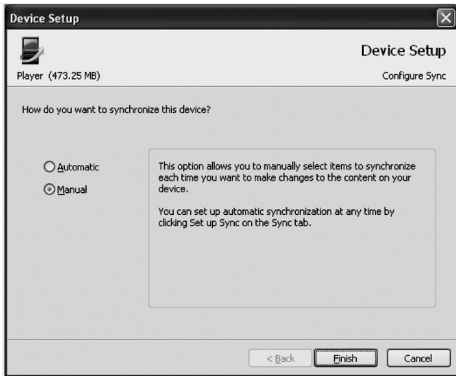 Device Setup
Device Setup
Player (473.25 MB)
Configure Sync
How do you want to synchronize this device?
Automatic
Manual
This option allows you to manually select items to synchronize
each time you want to make changes to the content on your
device.
You can set up automatic synchronization at any time by
clicking Set up Sync on the Sync tab.
< Back
Finish
Cancel